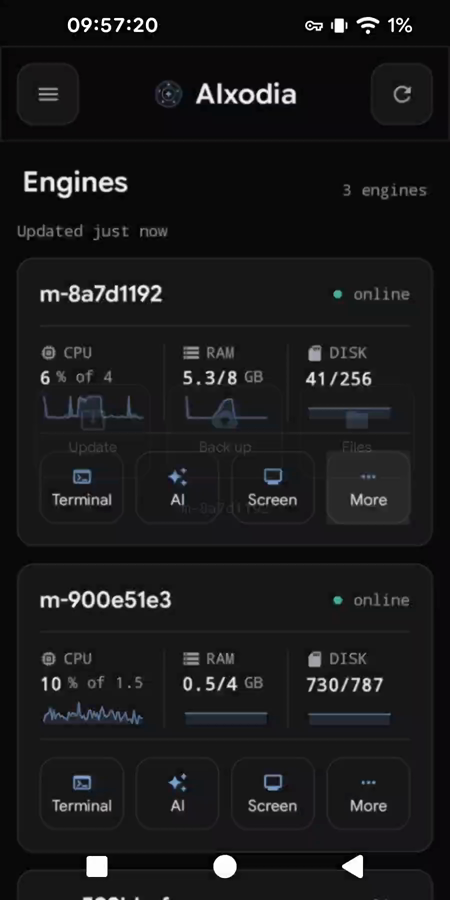 09:57:20
1%
AIxodia
Engines
3 engines
Updated just now
m-8a7d1192
online
CPU
RAM
DISK
6 % of 4
5.3/8 GB
41/256
Update
Back up
Files
Terminal
AI
Screen
More
m-8a7d1192
m-900e51e3
online
CPU
RAM
DISK
10 % of 1.5
0.5/4 GB
730/787
Terminal
AI
Screen
More